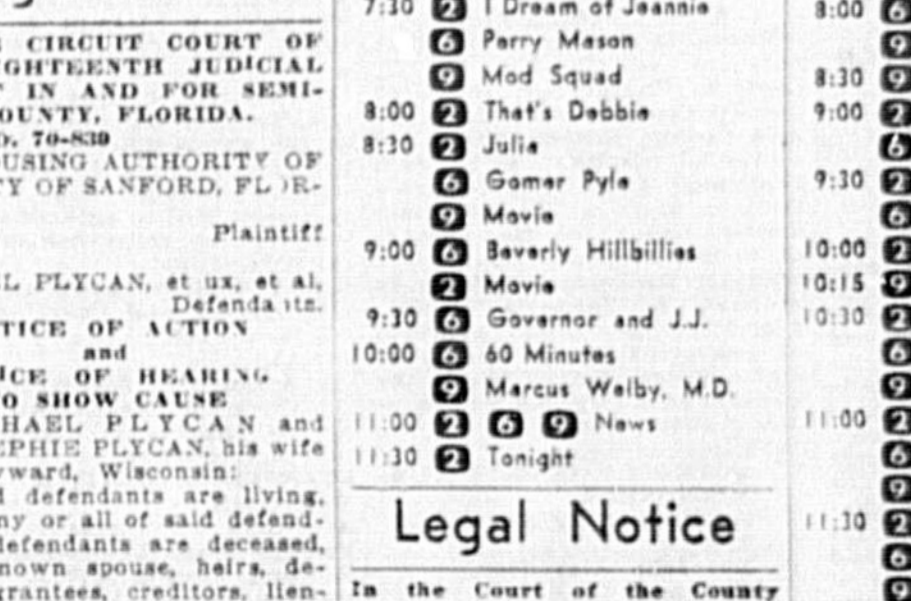 CIRCUIT COURT OF
GHTEENTH JUDICIAL
IN AND FOR SEMI-
OUNTY, FLORIDA.
70-839
USING AUTHORITY OF
TY OF SANFORD, FL R-
Plaintiff
L PLYCAN, et ux, et al,
Defenda ts.
TICE OF ACTION
and
ICE OF HEARING
O SHOW CAUSE
HAEL PLYCAN and
EPHIE PLYCAN, his wife
yward, Wisconsin:
d defendants are living,
ny or all of said defend-
defendants are deceased,
nown spouse, heirs, de-
grantees, creditors, lien-
7:30 2 I Dream of Jeannie
6 Perry Mason
9 Mod Squad
8:00 2 That's Debbie
8:30 2 Julia
6 Gomer Pyle
9 Movie
9:00 6 Beverly Hillbillies
2 Movie
9:30 6 Governor and J.J.
10:00 6 60 Minutes
9 Marcus Welby, M.D.
11:00 2 6 9 News
11:30 2 Tonight
Legal Notice
In the Court of the County
8:00 6
9
8:30 9
9:00 2
6
9:30 2
6
10:00 2
10:15 9
10:30 2
6
9
11:00 2
6
9
11:30 2
6
9